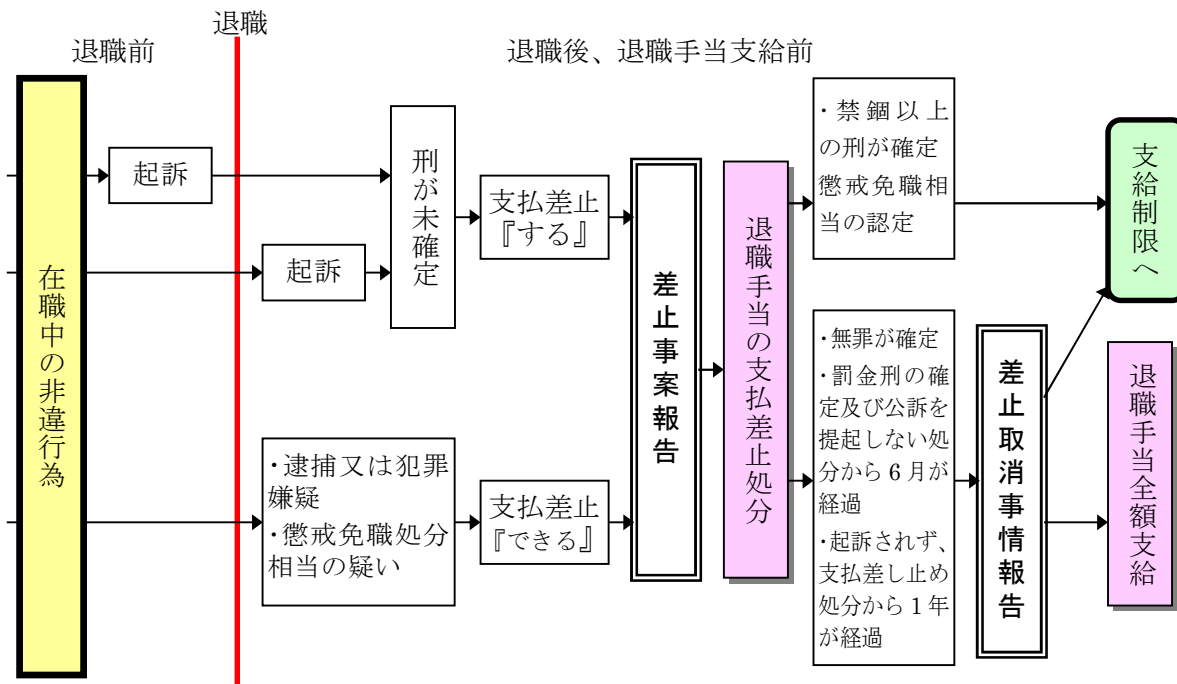 退職
退職前
退職後、退職手当支給前
在職中の非違行為
起訴
起訴
刑が未確定
・逮捕又は犯罪
嫌疑
・懲戒免職処分
相当の疑い
支払差止
『する』
支払差止
『できる』
差止事案報告
退職手当の支払差止処分
・禁錮以上
の刑が確定
懲戒免職相
当の認定
・無罪が確定
・罰金刑の確
定及び公訴を
提起しない処
分から6月が
経過
・起訴されず、
支払差し止め
処分から1年
が経過
差止取消事情報告
支給制限へ
退職手当全額支給